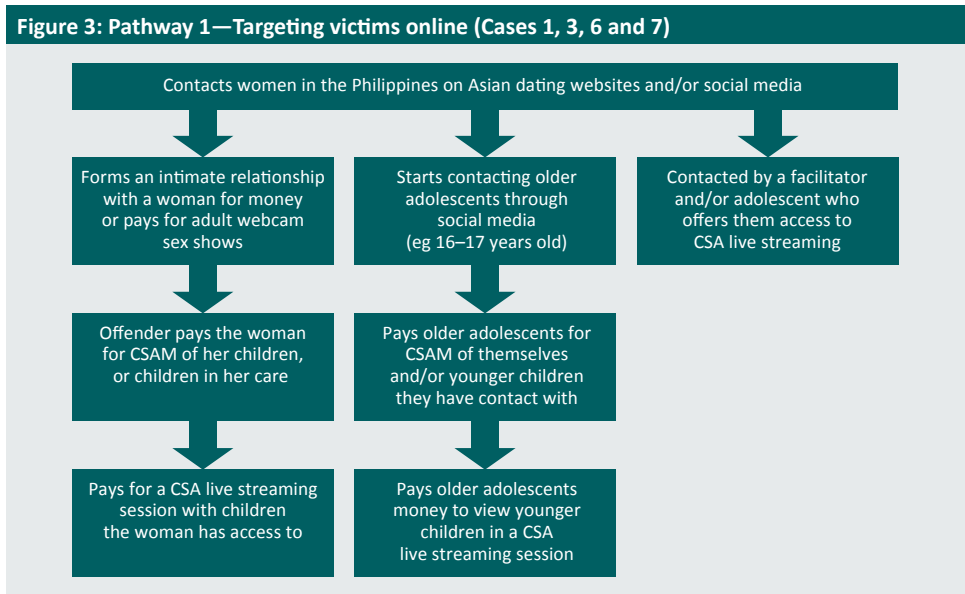 Figure 3: Pathway 1—Targeting victims online (Cases 1, 3, 6 and 7)
Contacts women in the Philippines on Asian dating websites and/or social media
Forms an intimate relationship
with a woman for money
or pays for adult webcam
sex shows
Starts contacting older
adolescents through
social media
(eg 16–17 years old)
Contacted by a facilitator
and/or adolescent who
offers them access to
CSA live streaming
Offender pays the woman
for CSAM of her children,
or children in her care
Pays older adolescents for
CSAM of themselves
and/or younger children
they have contact with
Pays for a CSA live streaming
session with children
the woman has access to
Pays older adolescents
money to view younger
children in a CSA
live streaming session